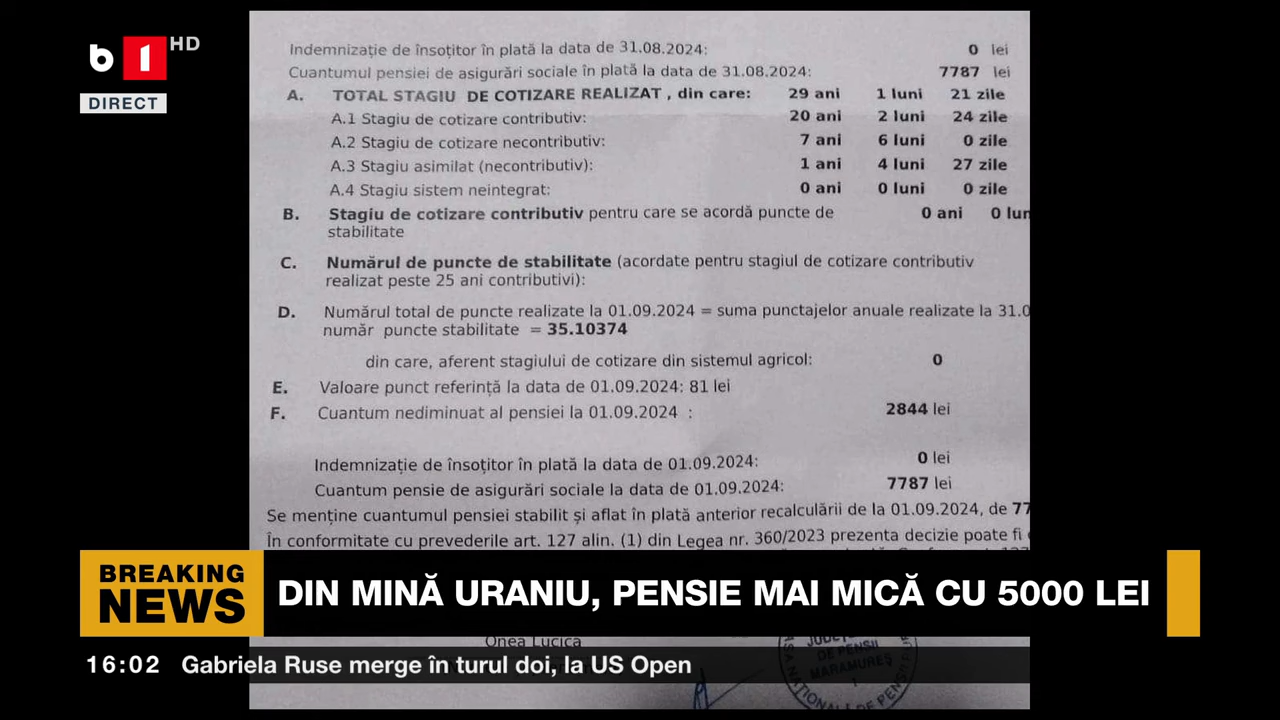 b 1 HD
DIRECT
Indemnizație de însoțitor în plată la data de 31.08.2024: 0 lei
Cuantumul pensiei de asigurări sociale în plată la data de 31.08.2024: 7787 lei
A. TOTAL STAGIU DE COTIZARE REALIZAT , din care: 29 ani 1 luni 21 zile
A.1 Stagiu de cotizare contributiv: 20 ani 2 luni 24 zile
A.2 Stagiu de cotizare necontributiv: 7 ani 6 luni 0 zile
A.3 Stagiu asimilat (necontributiv): 1 ani 4 luni 27 zile
A.4 Stagiu sistem neintegrat: 0 ani 0 luni 0 zile
B. Stagiu de cotizare contributiv pentru care se acordă puncte de 0 ani 0 lun
stabilitate
C. Numărul de puncte de stabilitate (acordate pentru stagiul de cotizare contributiv
realizat peste 25 ani contributivi):
D. Numărul total de puncte realizate la 01.09.2024 = suma punctajelor anuale realizate la 31.0
număr puncte stabilitate = 35.10374
din care, aferent stagiului de cotizare din sistemul agricol: 0
E. Valoare punct referință la data de 01.09.2024: 81 lei
F. Cuantum nediminuat al pensiei la 01.09.2024 : 2844 lei
Indemnizație de însoțitor în plată la data de 01.09.2024: 0 lei
Cuantum pensie de asigurări sociale la data de 01.09.2024: 7787 lei
Se menține cuantumul pensiei stabilit și aflat în plată anterior recalculării de la 01.09.2024, de 77
În conformitate cu prevederile art. 127 alin. (1) din Legea nr. 360/2023 prezenta decizie poate fi
BREAKING
NEWS
DIN MINĂ URANIU, PENSIE MAI MICĂ CU 5000 LEI
Onea Lucica
DE PENSII
MARAMUREȘ
16:02 Gabriela Ruse merge în turul doi, la US Open